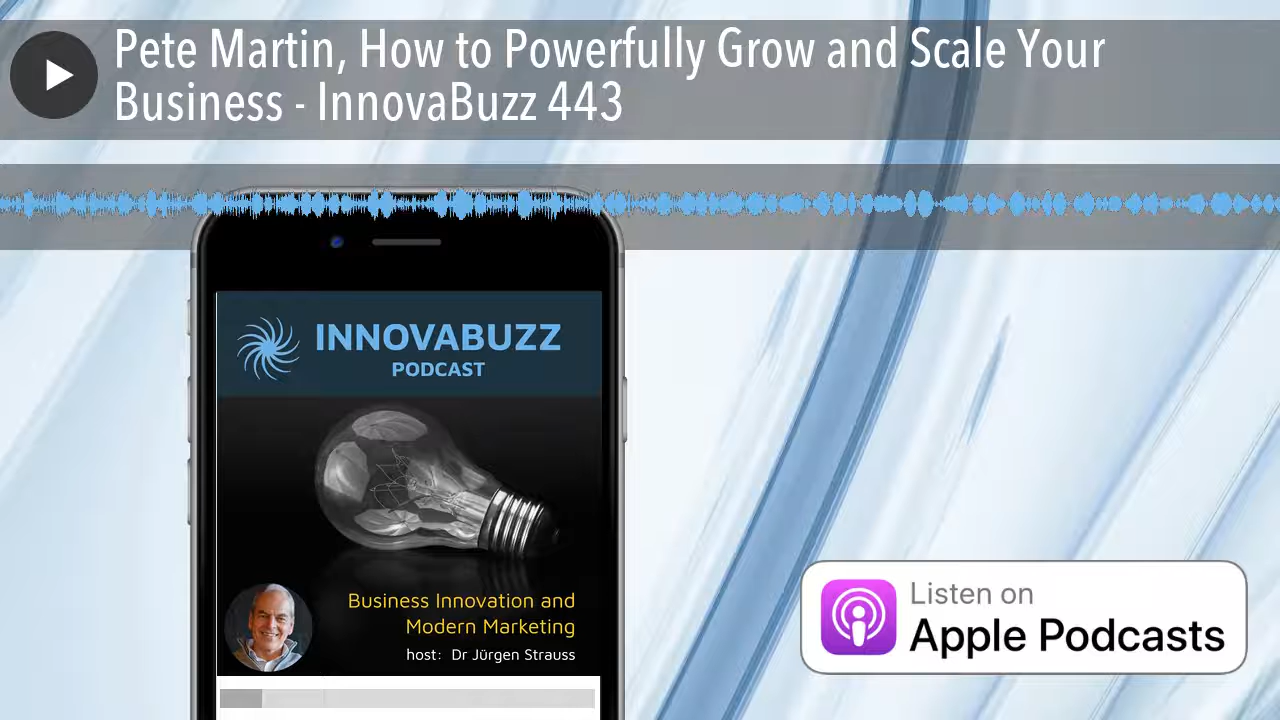 Pete Martin, How to Powerfully Grow and Scale Your
Business - InnovaBuzz 443
INNOVABUZZ
PODCAST
Business Innovation and
Modern Marketing
host: Dr Jürgen Strauss
Listen on
Apple Podcasts